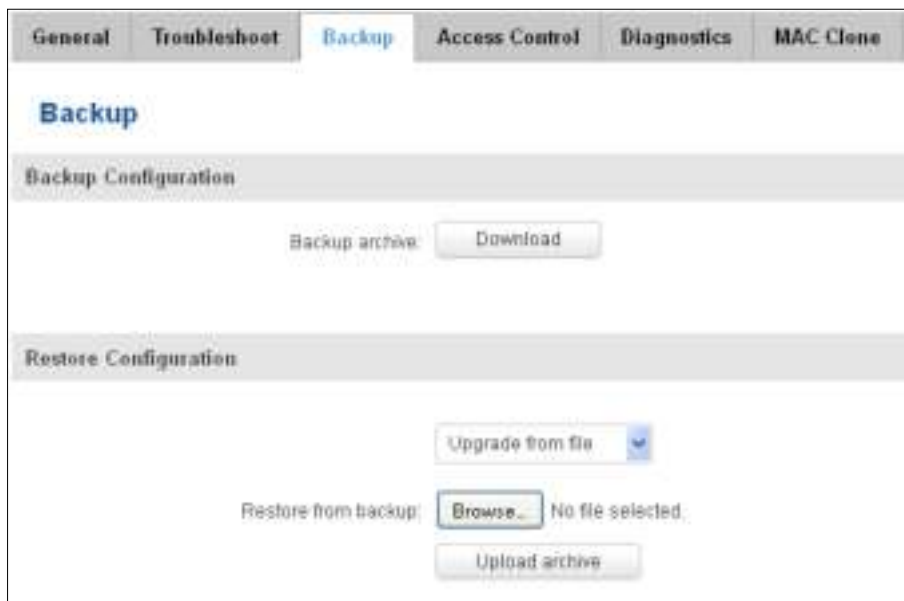 General Troubleshoot Backup Access Control Diagnostics MAC Clone
Backup
Backup Configuration
Backup archive: Download
Restore Configuration
Upgrade from file
Restore from backup: Browse... No file selected.
Upload archive